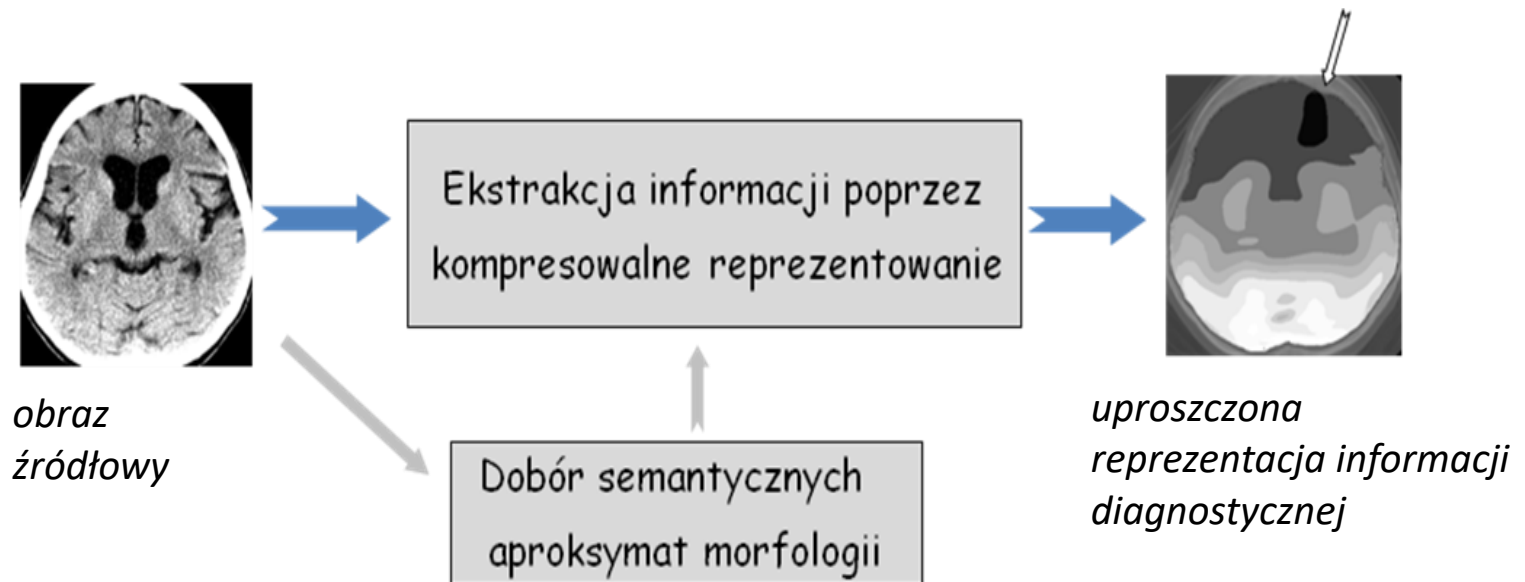 Ekstrakcja informacji poprzez
kompresowalne reprezentowanie
obraz
źródłowy
Dobór semantycznych
aproksymat morfologii
uproszczona
reprezentacja informacji
diagnostycznej